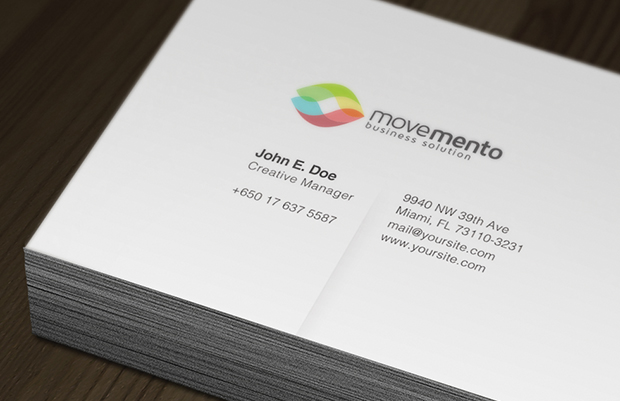 movemento
business solution
John E. Doe
Creative Manager
+650 17 637 5587
9940 NW 39th Ave
Miami, FL 73110-3231
mail@yoursite.com
www.yoursite.com